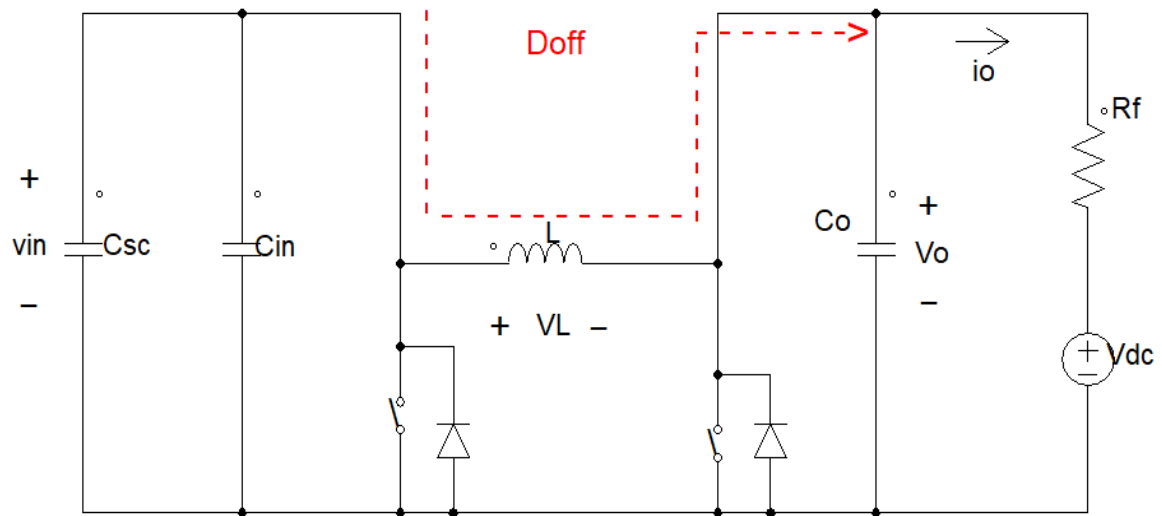 Doff
io
Rf
+
vin
−
Csc
Cin
L
+ VL −
Co
+
Vo
−
+
−
Vdc